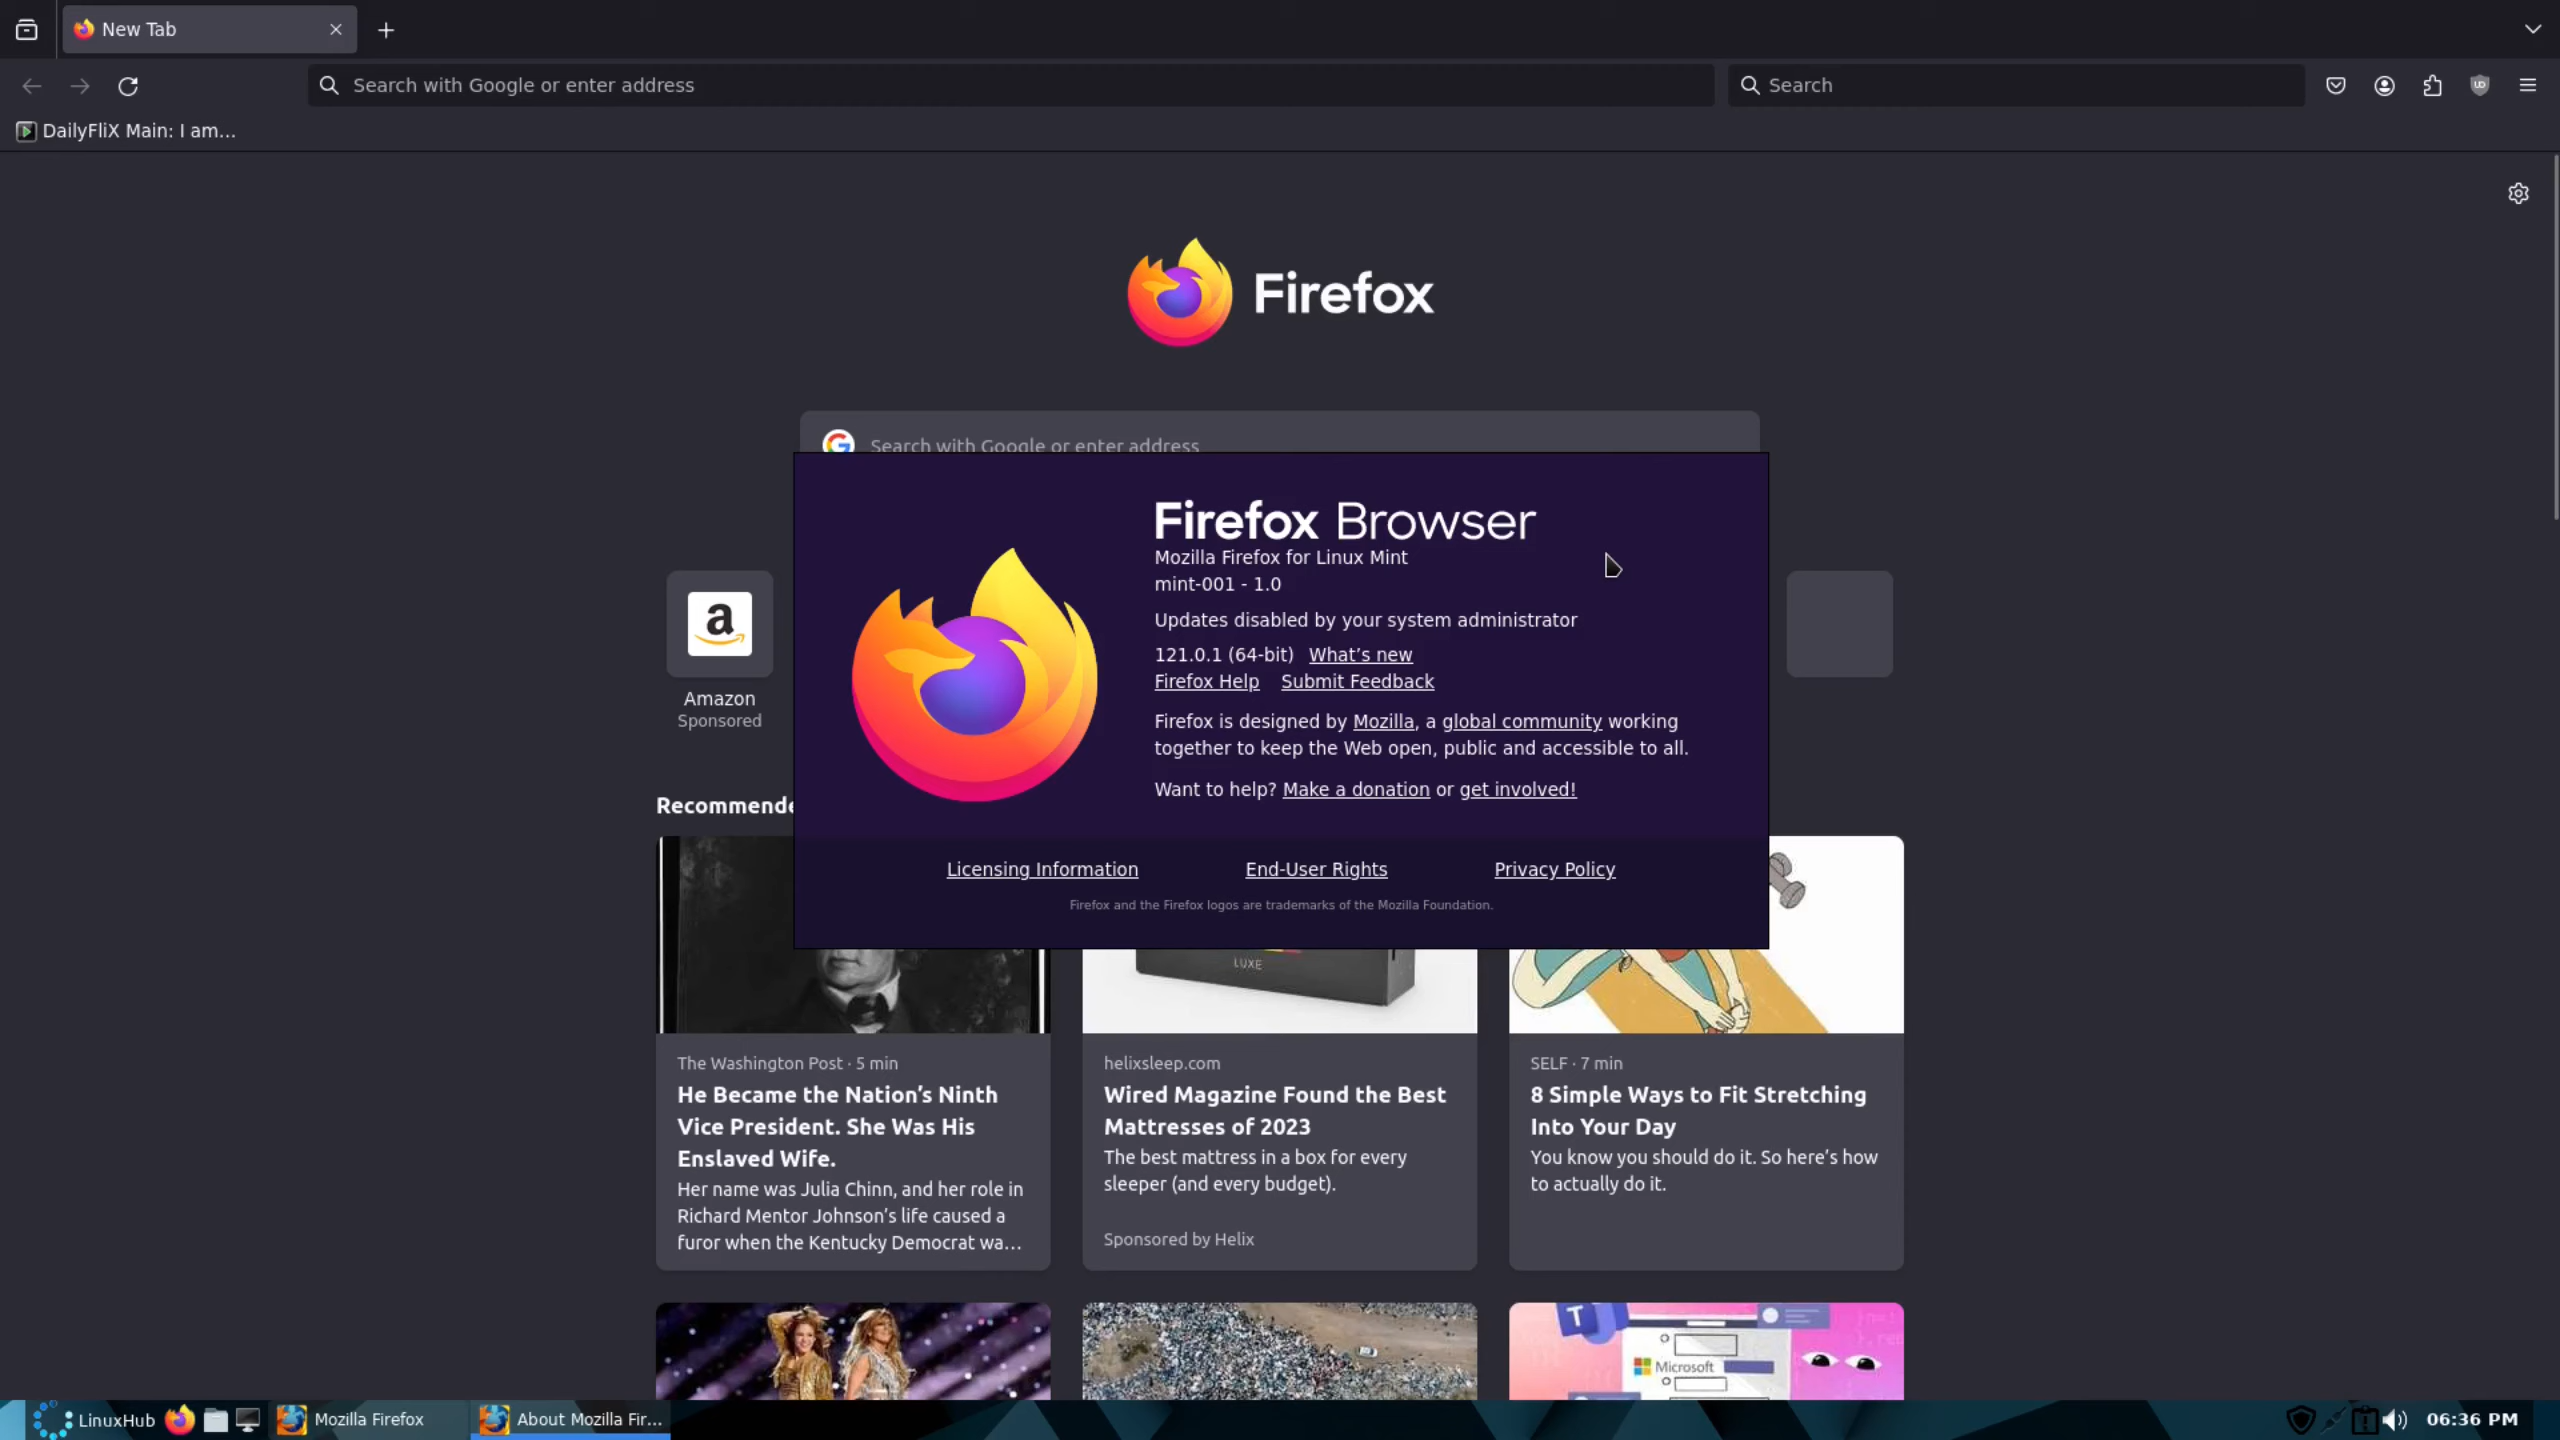 New Tab
Search with Google or enter address
Search
DailyFliX Main: I am...
Firefox
Search with Google or enter address
Firefox Browser
Mozilla Firefox for Linux Mint
mint-001 - 1.0
Updates disabled by your system administrator
121.0.1 (64-bit) What's new
Firefox Help Submit Feedback
Firefox is designed by Mozilla, a global community working
together to keep the Web open, public and accessible to all.
Want to help? Make a donation or get involved!
Licensing Information End-User Rights Privacy Policy
Firefox and the Firefox logos are trademarks of the Mozilla Foundation.
a
Amazon
Sponsored
Recommende
LUXE
The Washington Post · 5 min
He Became the Nation’s Ninth
Vice President. She Was His
Enslaved Wife.
Her name was Julia Chinn, and her role in
Richard Mentor Johnson’s life caused a
furor when the Kentucky Democrat wa…
helixsleep.com
Wired Magazine Found the Best
Mattresses of 2023
The best mattress in a box for every
sleeper (and every budget).
Sponsored by Helix
SELF · 7 min
8 Simple Ways to Fit Stretching
Into Your Day
You know you should do it. So here’s how
to actually do it.
T
Microsoft
LinuxHub
Mozilla Firefox
About Mozilla Fir...
06:36 PM